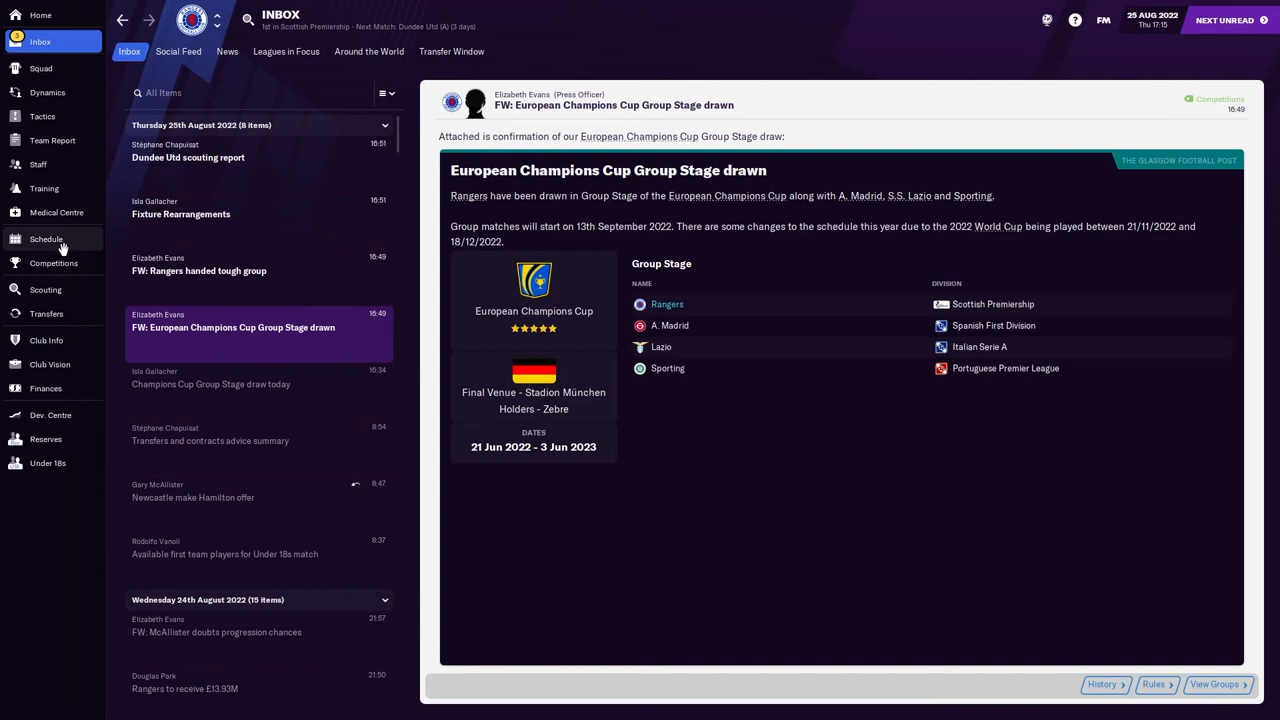 Home
3
Inbox
Squad
Dynamics
Tactics
Team Report
Staff
Training
Medical Centre
Schedule
Competitions
Scouting
Transfers
Club Info
Club Vision
Finances
Dev. Centre
Reserves
Under 18s
INBOX
1st in Scottish Premiership - Next Match: Dundee Utd (A) (3 days)
?
FM
25 AUG 2022
Thu 17:15
NEXT UNREAD
Inbox
Social Feed
News
Leagues in Focus
Around the World
Transfer Window
All Items
Thursday 25th August 2022 (8 items)
Stéphane Chapuisat 16:51
Dundee Utd scouting report
Isla Gallacher 16:51
Fixture Rearrangements
Elizabeth Evans 16:49
FW: Rangers handed tough group
Elizabeth Evans 16:49
FW: European Champions Cup Group Stage drawn
Isla Gallacher 16:34
Champions Cup Group Stage draw today
Stéphane Chapuisat 8:54
Transfers and contracts advice summary
Gary McAllister 8:47
Newcastle make Hamilton offer
Rodolfo Vanoli 8:37
Available first team players for Under 18s match
Wednesday 24th August 2022 (15 items)
Elizabeth Evans 21:57
FW: McAllister doubts progression chances
Douglas Park 21:50
Rangers to receive £13.93M
Elizabeth Evans (Press Officer)
FW: European Champions Cup Group Stage drawn
Competitions
16:49
Attached is confirmation of our European Champions Cup Group Stage draw:
THE GLASGOW FOOTBALL POST
European Champions Cup Group Stage drawn
Rangers have been drawn in Group Stage of the European Champions Cup along with A. Madrid, S.S. Lazio and Sporting.
Group matches will start on 13th September 2022. There are some changes to the schedule this year due to the 2022 World Cup being played between 21/11/2022 and
18/12/2022.
European Champions Cup
Final Venue - Stadion München
Holders - Zebre
DATES
21 Jun 2022 - 3 Jun 2023
Group Stage
NAME DIVISION
Rangers Scottish Premiership
A. Madrid Spanish First Division
Lazio Italian Serie A
Sporting Portuguese Premier League
History
Rules
View Groups